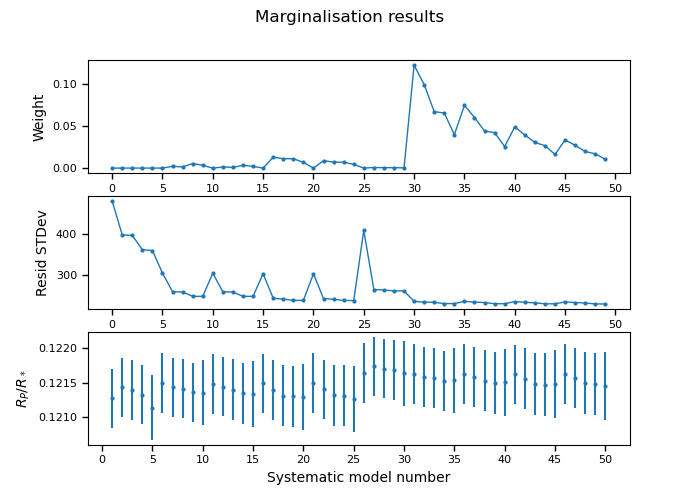 Marginalisation results
Weight
0.10
0.05
0.00
0 5 10 15 20 25 30 35 40 45 50
Resid STDev
400
300
0 5 10 15 20 25 30 35 40 45 50
R_P/R_*
0.1220
0.1215
0.1210
0 5 10 15 20 25 30 35 40 45 50
Systematic model number